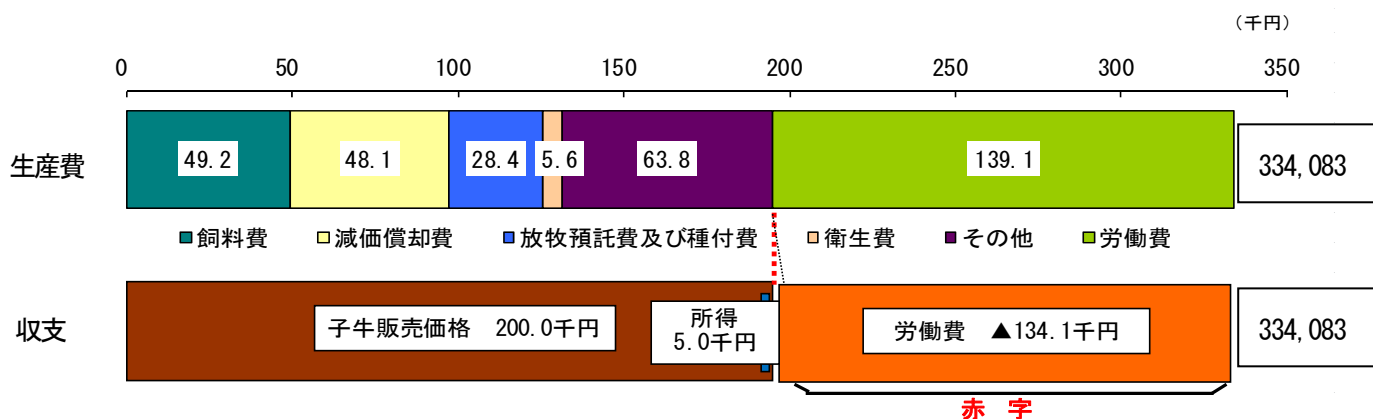 （千円）
0 50 100 150 200 250 300 350
生産費
49.2 48.1 28.4 5.6 63.8 139.1
334,083
■飼料費 ■減価償却費 ■放牧預託費及び種付費 ■衛生費 ■その他 ■労働費
収支
子牛販売価格 200.0千円
所得
5.0千円
労働費 ▲134.1千円
334,083
赤 字